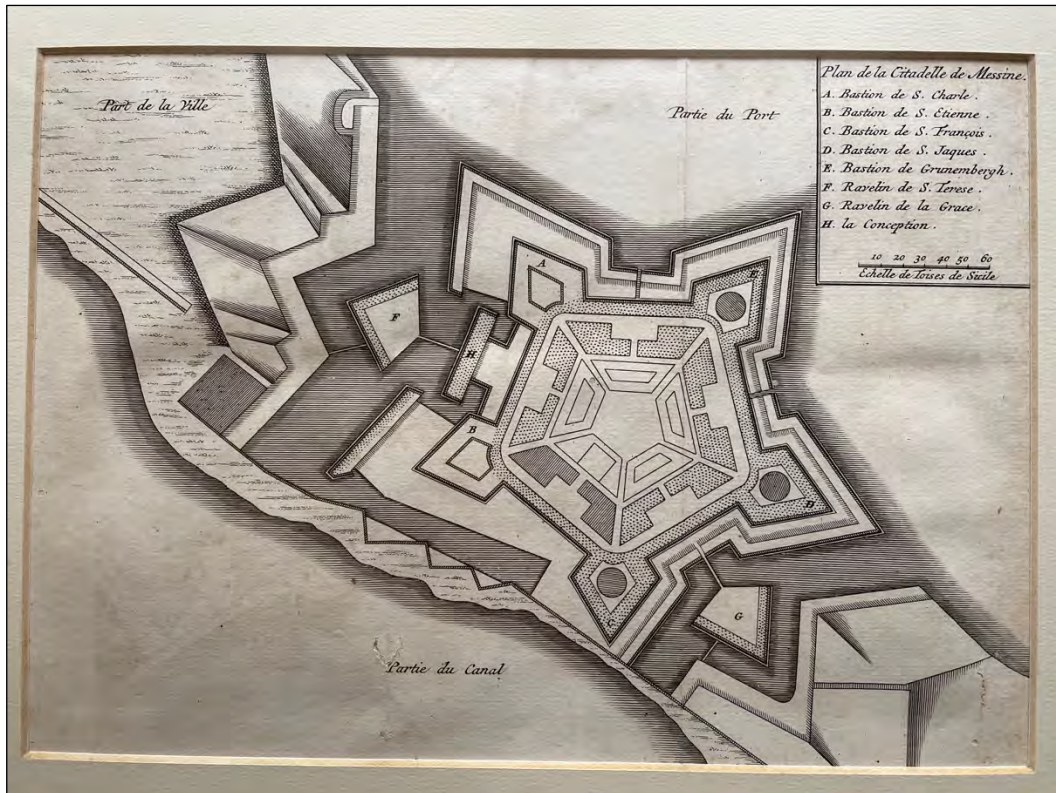 Part de la Ville
Partie du Port
Plan de la Citadelle de Messine.
A. Bastion de S. Charle.
B. Bastion de S. Etienne.
C. Bastion de S. François.
D. Bastion de S. Jaques.
E. Bastion de Grunembergh.
F. Ravelin de S. Terese.
G. Ravelin de la Grace.
H. la Conception.
10 20 30 40 50 60
Echelle de Toises de Sicile
A
E
F
H
B
D
C
G
Partie du Canal